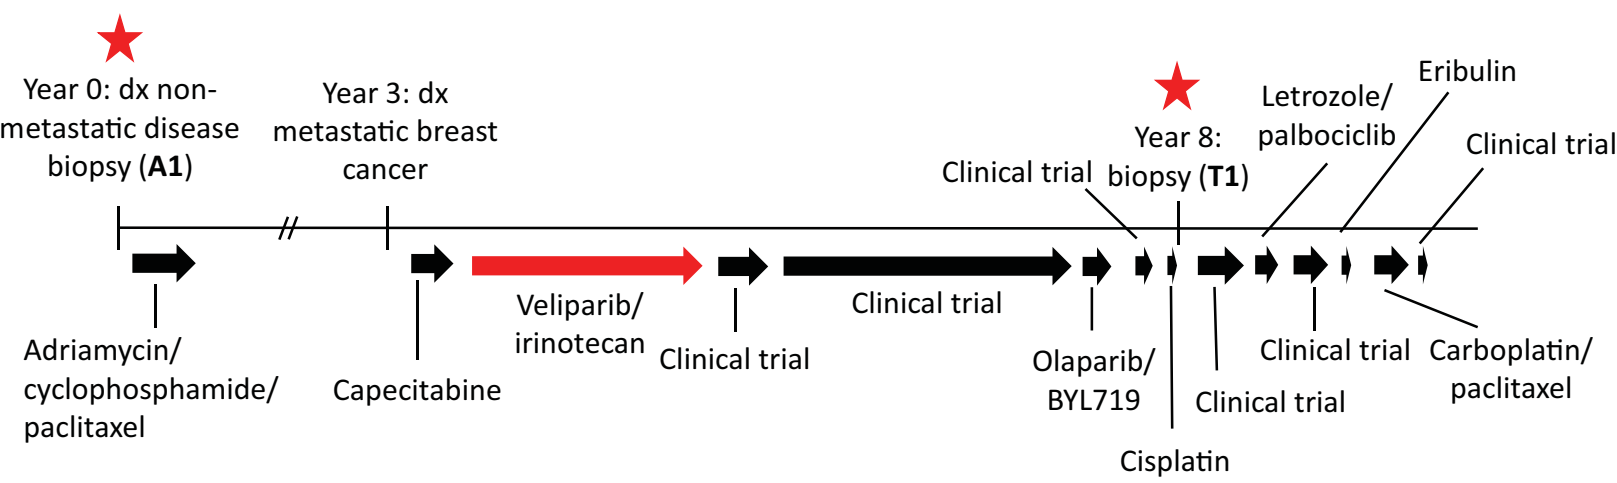 Year 0: dx non-
metastatic disease
biopsy (A1)
Year 3: dx
metastatic breast
cancer
Clinical trial
Year 8:
biopsy (T1)
Letrozole/
palbociclib
Eribulin
Clinical trial
Adriamycin/
cyclophosphamide/
paclitaxel
Capecitabine
Veliparib/
irinotecan
Clinical trial
Clinical trial
Olaparib/
BYL719
Cisplatin
Clinical trial
Clinical trial
Carboplatin/
paclitaxel